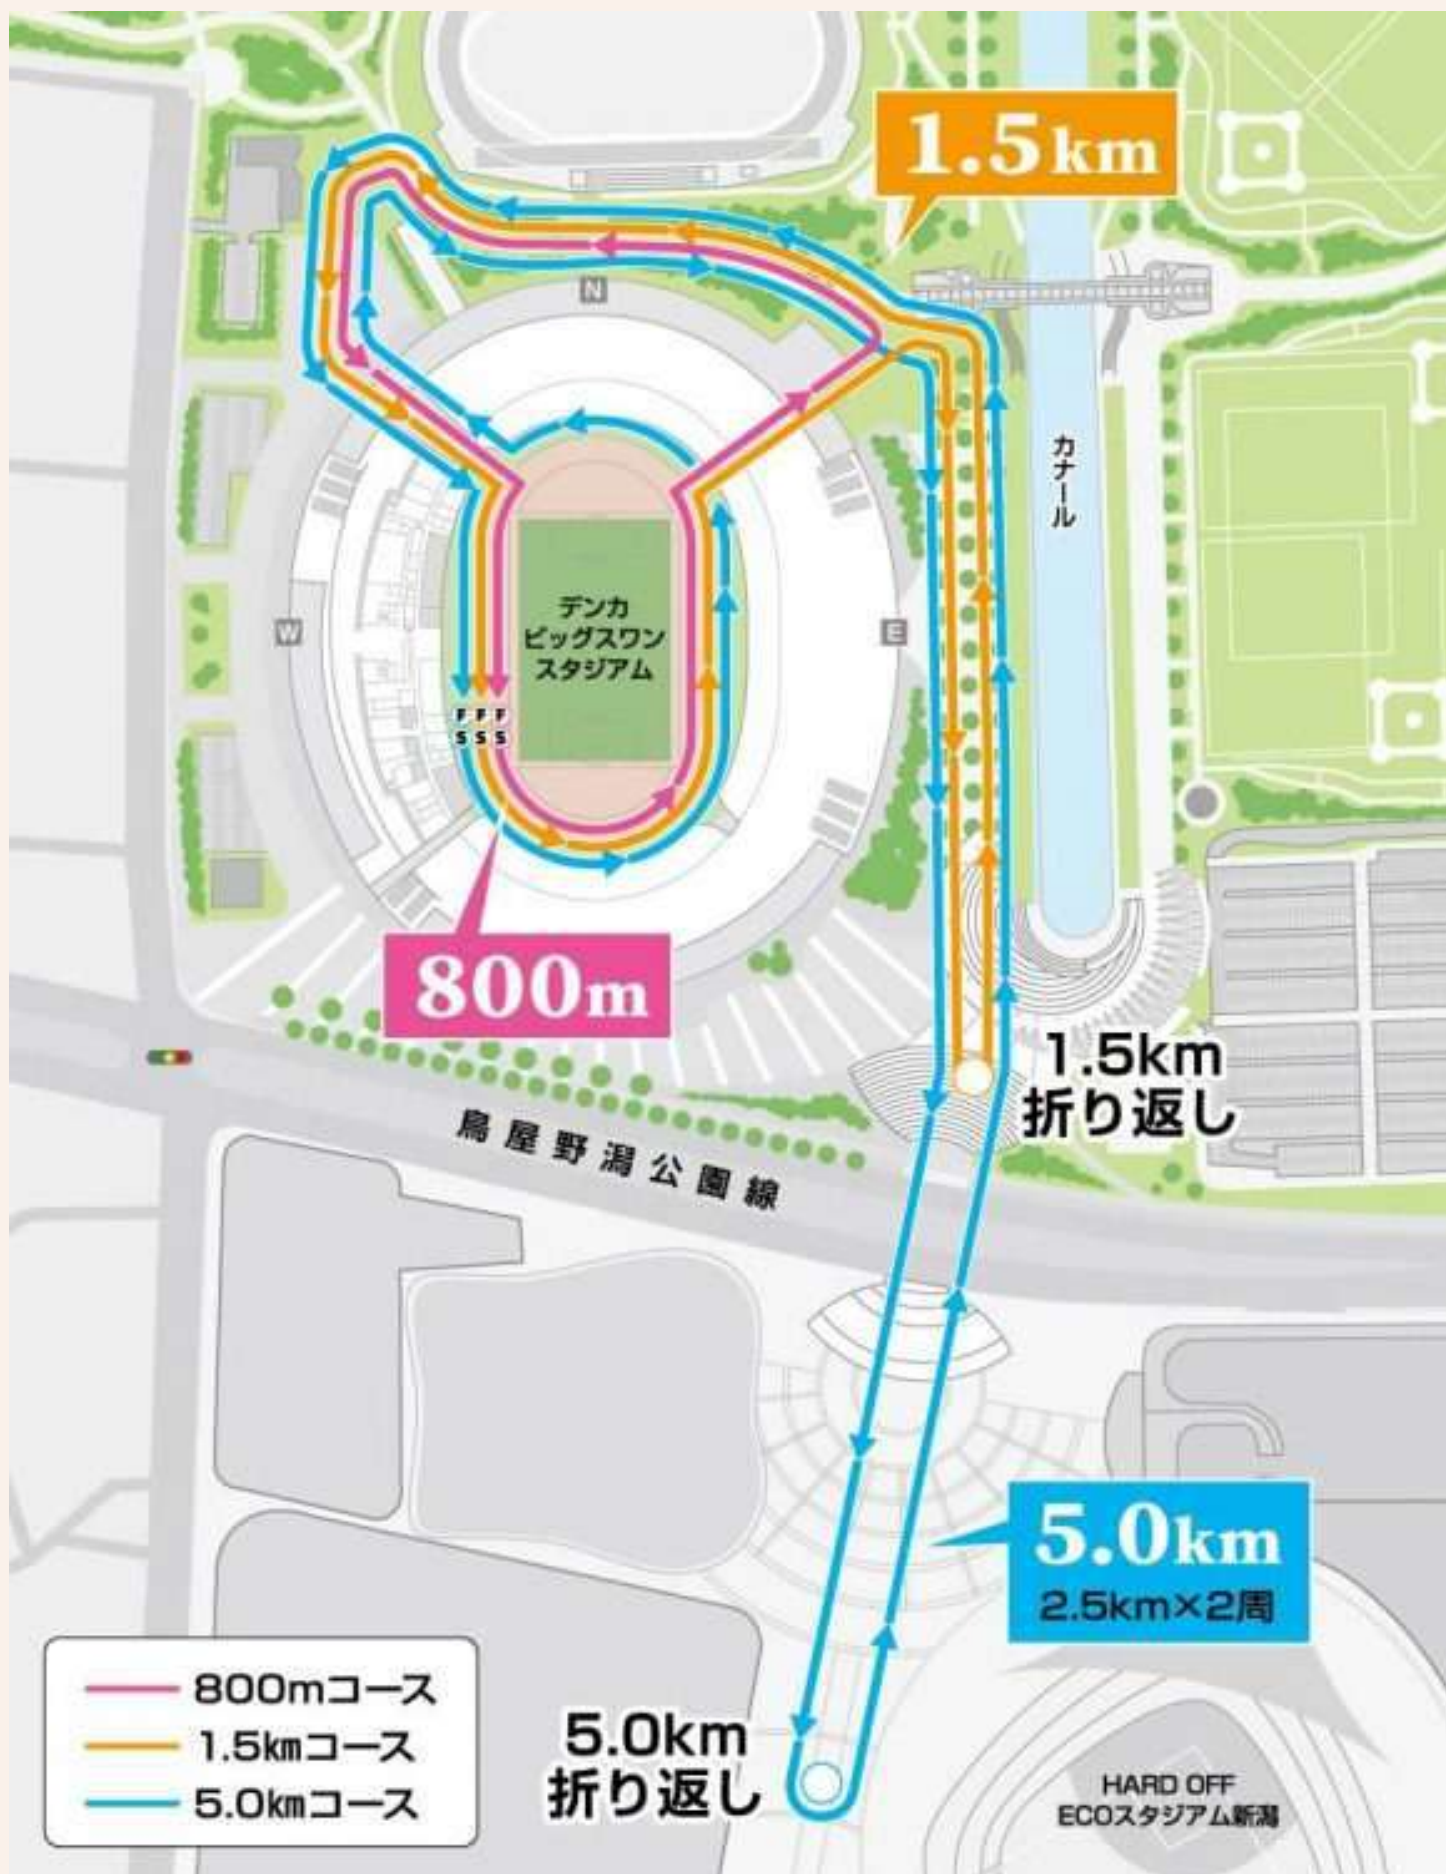 1.5km
N
カナール
デンカ
ビッグスワン
スタジアム
W
E
F F F
S S S
800m
1.5km
折り返し
鳥屋野潟公園線
5.0km
2.5km×2周
800mコース
1.5kmコース
5.0kmコース
5.0km
折り返し
HARD OFF
ECOスタジアム新潟